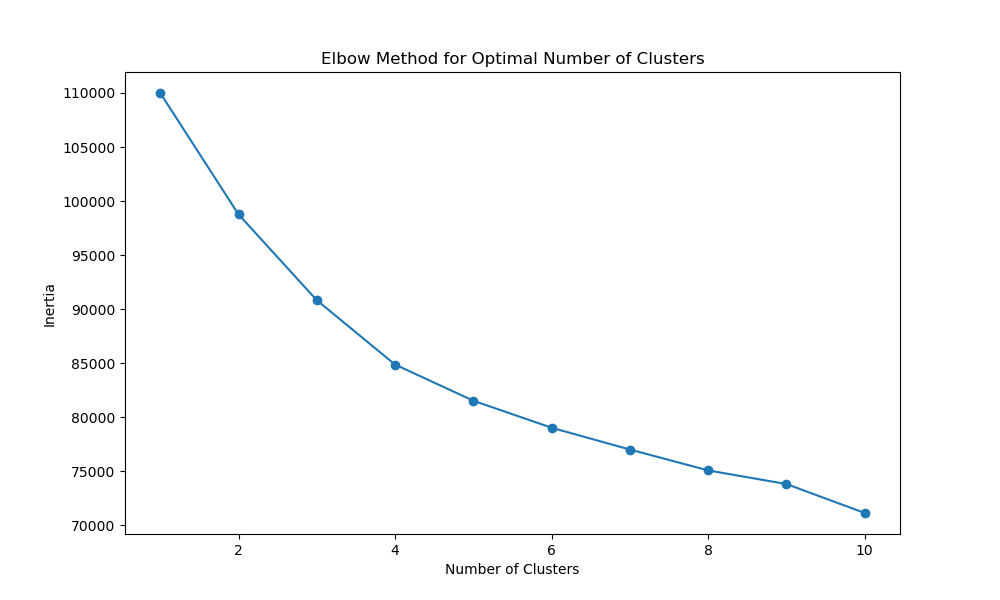 Elbow Method for Optimal Number of Clusters
110000
105000
100000
95000
90000
85000
80000
75000
70000
Inertia
2 4 6 8 10
Number of Clusters